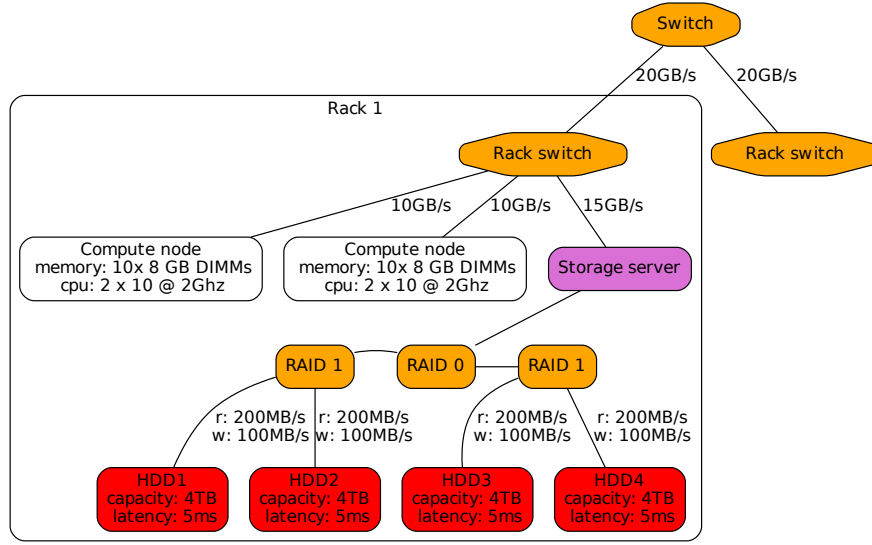 Switch
20GB/s
20GB/s
Rack 1
Rack switch
Rack switch
10GB/s
10GB/s
15GB/s
Compute node
memory: 10x 8 GB DIMMs
cpu: 2 x 10 @ 2Ghz
Compute node
memory: 10x 8 GB DIMMs
cpu: 2 x 10 @ 2Ghz
Storage server
RAID 1
RAID 0
RAID 1
r: 200MB/s
w: 100MB/s
r: 200MB/s
w: 100MB/s
r: 200MB/s
w: 100MB/s
r: 200MB/s
w: 100MB/s
HDD1
capacity: 4TB
latency: 5ms
HDD2
capacity: 4TB
latency: 5ms
HDD3
capacity: 4TB
latency: 5ms
HDD4
capacity: 4TB
latency: 5ms